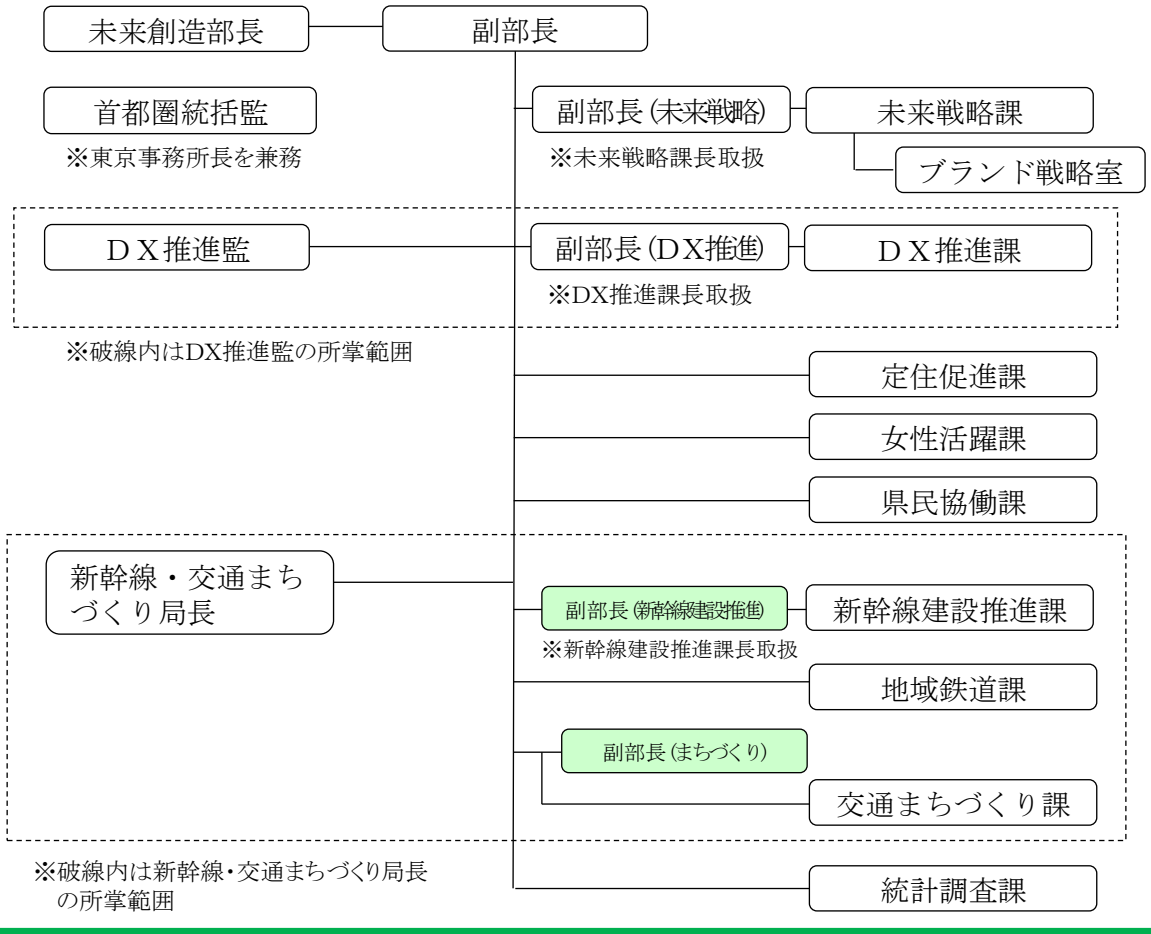 未来創造部長
副部長
首都圏統括監
※東京事務所長を兼務
副部長(未来戦略)
※未来戦略課長取扱
未来戦略課
ブランド戦略室
ＤＸ推進監
副部長(DX推進)
※DX推進課長取扱
ＤＸ推進課
※破線内はDX推進監の所掌範囲
定住促進課
女性活躍課
県民協働課
新幹線・交通まち
づくり局長
副部長(新幹線建設推進)
※新幹線建設推進課長取扱
新幹線建設推進課
地域鉄道課
副部長(まちづくり)
交通まちづくり課
※破線内は新幹線・交通まちづくり局長
の所掌範囲
統計調査課